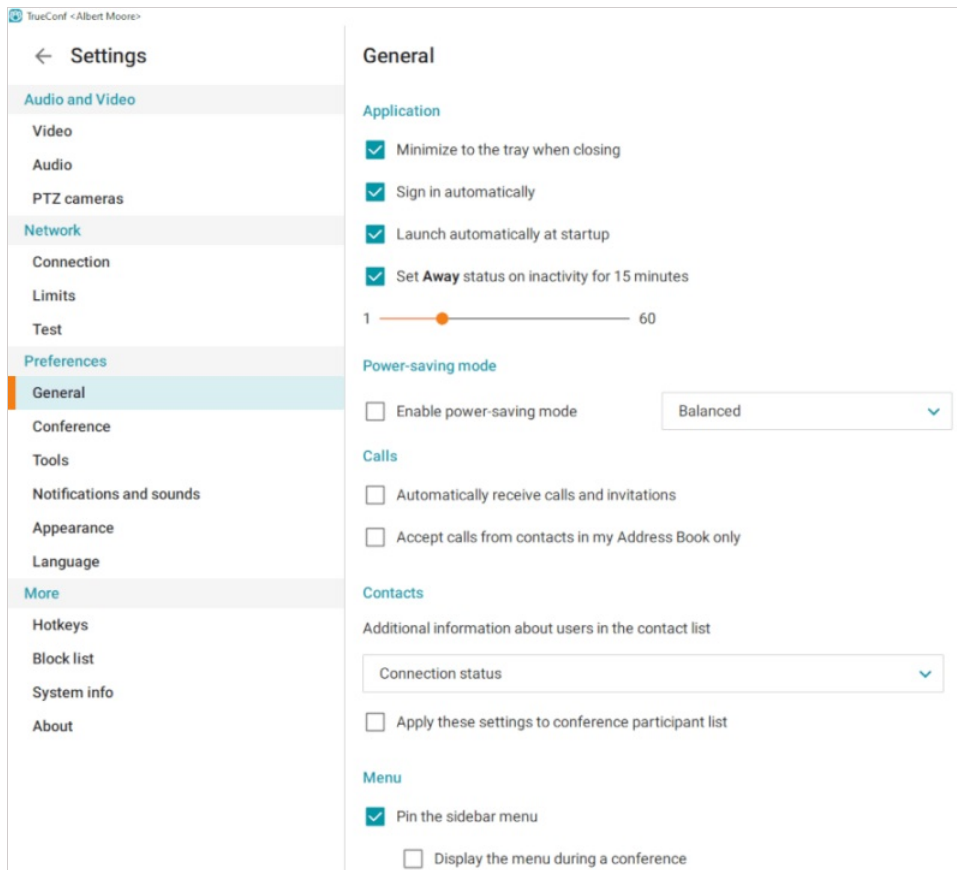 TrueConf <Albert Moore>
Settings
Audio and Video
Video
Audio
PTZ cameras
Network
Connection
Limits
Test
Preferences
General
Conference
Tools
Notifications and sounds
Appearance
Language
More
Hotkeys
Block list
System info
About
General
Application
Minimize to the tray when closing
Sign in automatically
Launch automatically at startup
Set Away status on inactivity for 15 minutes
1 60
Power-saving mode
Enable power-saving mode Balanced
Calls
Automatically receive calls and invitations
Accept calls from contacts in my Address Book only
Contacts
Additional information about users in the contact list
Connection status
Apply these settings to conference participant list
Menu
Pin the sidebar menu
Display the menu during a conference